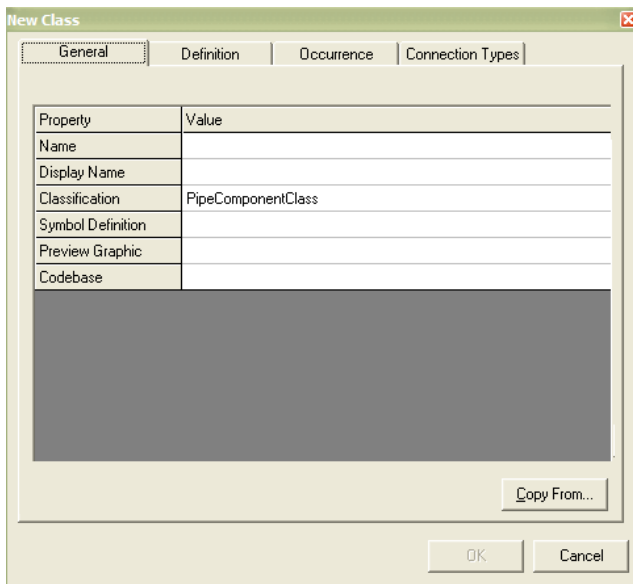 New Class
General Definition Occurrence Connection Types
Property Value
Name
Display Name
Classification PipeComponentClass
Symbol Definition
Preview Graphic
Codebase
Copy From...
OK Cancel